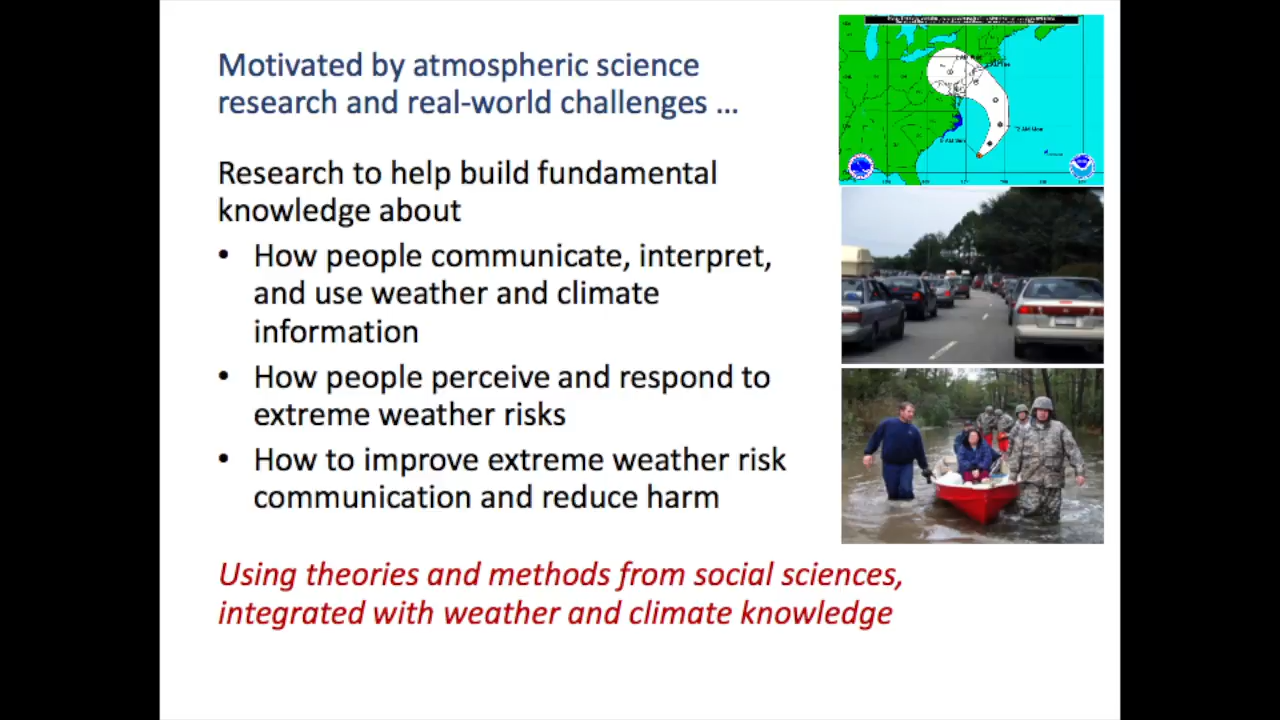 Motivated by atmospheric science
research and real-world challenges …
Research to help build fundamental
knowledge about
• How people communicate, interpret,
and use weather and climate
information
• How people perceive and respond to
extreme weather risks
• How to improve extreme weather risk
communication and reduce harm
Using theories and methods from social sciences,
integrated with weather and climate knowledge